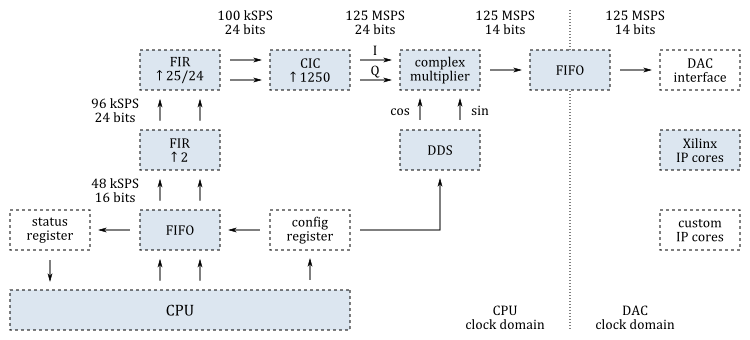 100 kSPS
24 bits
125 MSPS
24 bits
125 MSPS
14 bits
125 MSPS
14 bits
FIR
↑25/24
CIC
↑1250
I
Q
complex
multiplier
FIFO
DAC
interface
96 kSPS
24 bits
cos
sin
FIR
↑2
DDS
Xilinx
IP cores
48 kSPS
16 bits
status
register
FIFO
config
register
custom
IP cores
CPU
CPU
clock domain
DAC
clock domain